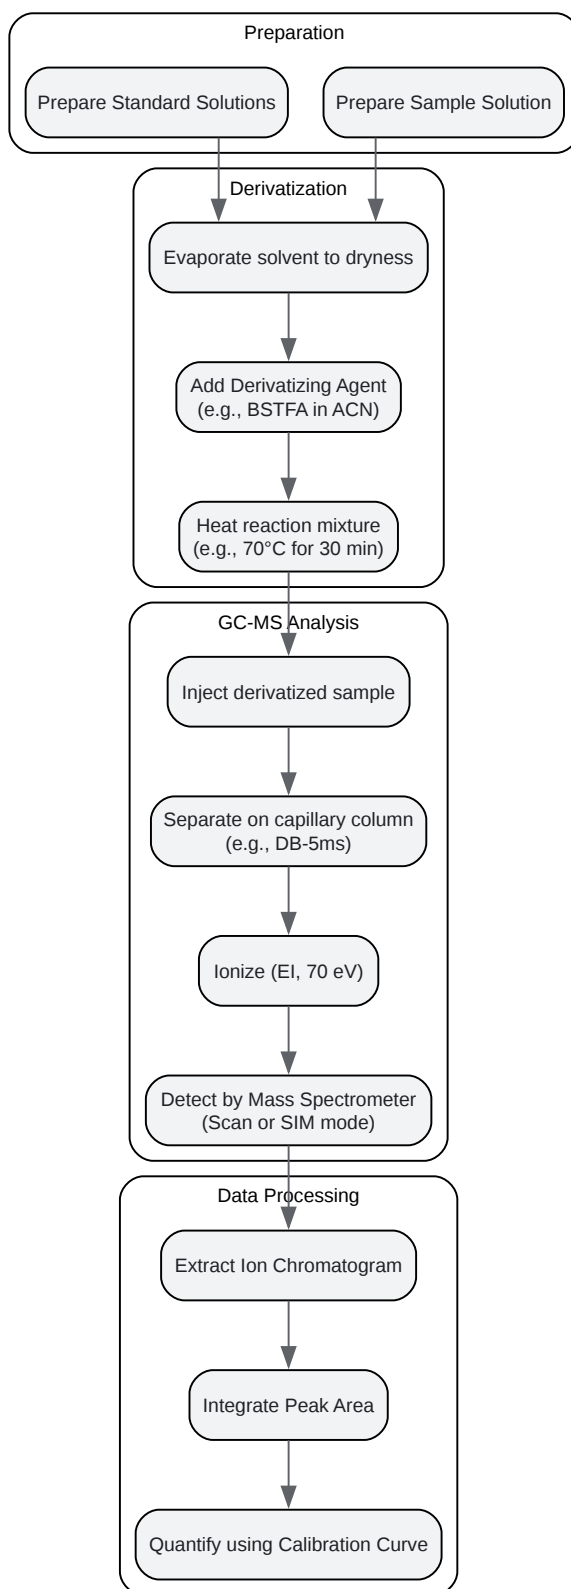 Preparation
Prepare Standard Solutions
Prepare Sample Solution
Derivatization
Evaporate solvent to dryness
Add Derivatizing Agent
(e.g., BSTFA in ACN)
Heat reaction mixture
(e.g., 70°C for 30 min)
GC-MS Analysis
Inject derivatized sample
Separate on capillary column
(e.g., DB-5ms)
Ionize (EI, 70 eV)
Detect by Mass Spectrometer
(Scan or SIM mode)
Data Processing
Extract Ion Chromatogram
Integrate Peak Area
Quantify using Calibration Curve